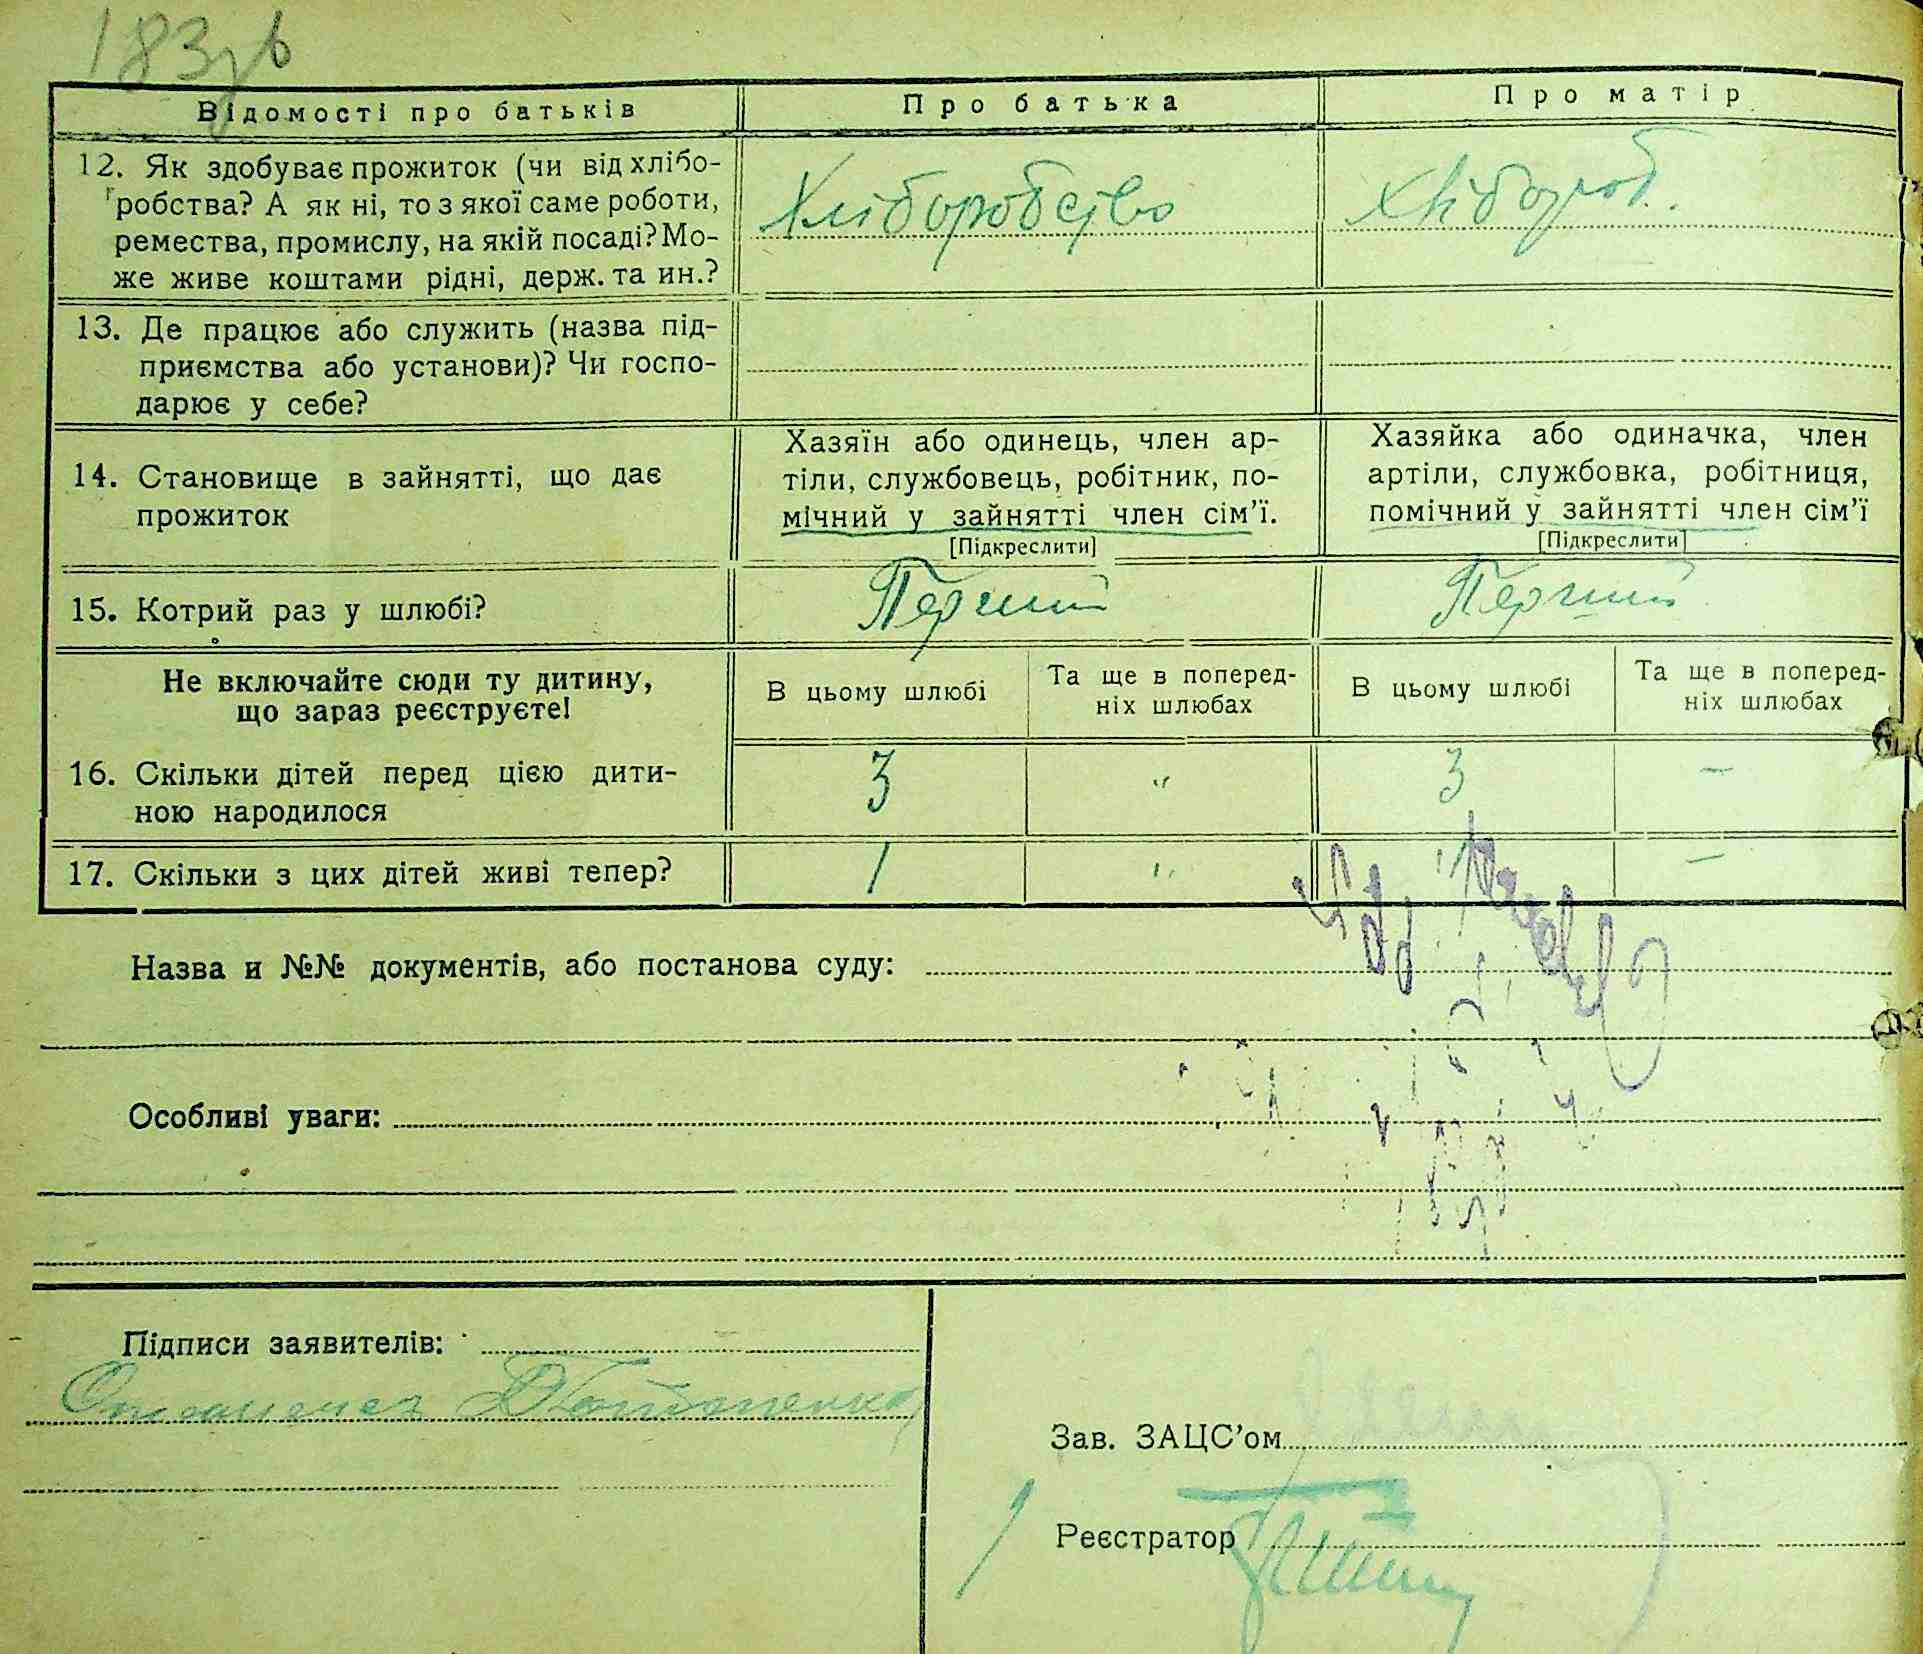 183зв
Відомості про батьків
Про батька
Про матір
12. Як здобуває прожиток (чи від хлібо-
робства? А як ні, то з якої саме роботи,
ремества, промислу, на якій посаді? Мо-
же живе коштами рідні, держ. та ин.?
Хліборобство
Хлібороб.
13. Де працює або служить (назва під-
приємства або установи)? Чи госпо-
дарює у себе?
14. Становище в зайнятті, що дає
прожиток
Хазяїн або одинець, член ар-
тіли, службовець, робітник, по-
мічний у зайнятті член сім'ї.
[Підкреслити]
Хазяйка або одиначка, член
артіли, службовка, робітниця,
помічний у зайнятті член сім'ї
[Підкреслити]
15. Котрий раз у шлюбі?
Перший
Перший
Не включайте сюди ту дитину,
що зараз реєструєте!
В цьому шлюбі
Та ще в поперед-
ніх шлюбах
В цьому шлюбі
Та ще в поперед-
ніх шлюбах
16. Скільки дітей перед цією дити-
ною народилося
3
"
3
—
17. Скільки з цих дітей живі тепер?
1
"
1
—
Назва и №№ документів, або постанова суду:
Особливі уваги:
Підписи заявителів:
Потапенко
Зав. ЗАЦС'ом
Реєстратор